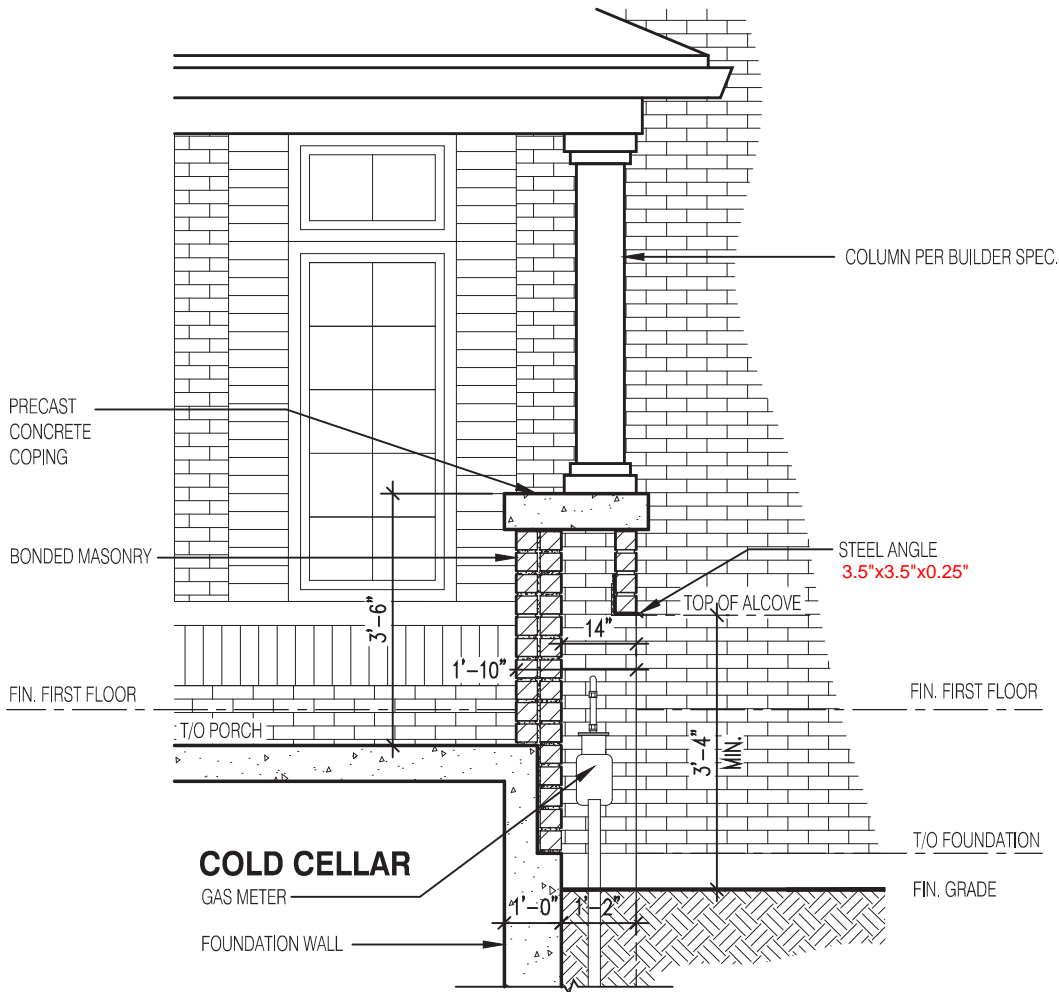 COLUMN PER BUILDER SPEC.
PRECAST
CONCRETE
COPING
BONDED MASONRY
STEEL ANGLE
3.5"x3.5"x0.25"
TOP OF ALCOVE
3'-6"
14"
1'-10"
FIN. FIRST FLOOR
FIN. FIRST FLOOR
T/O PORCH
3'-4"
MIN.
T/O FOUNDATION
COLD CELLAR
GAS METER
FIN. GRADE
1'-0"
1'-2"
FOUNDATION WALL